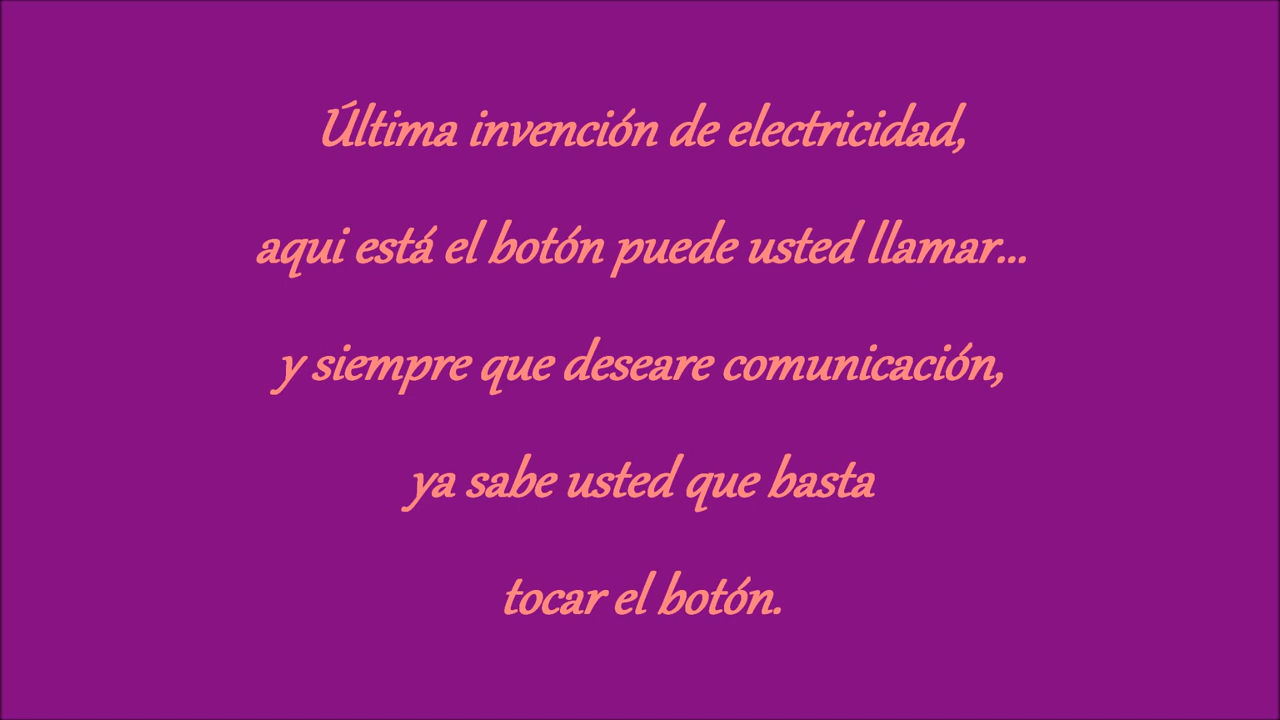 Última invención de electricidad,
aqui está el botón puede usted llamar...
y siempre que deseare comunicación,
ya sabe usted que basta
tocar el botón.